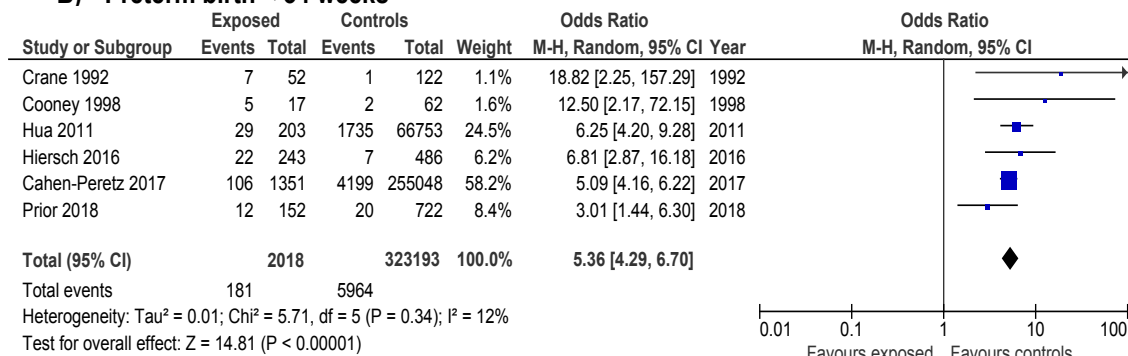 Exposed Controls Odds Ratio Odds Ratio
Study or Subgroup Events Total Events Total Weight M-H, Random, 95% CI Year M-H, Random, 95% CI
Crane 1992 7 52 1 122 1.1% 18.82 [2.25, 157.29] 1992
Cooney 1998 5 17 2 62 1.6% 12.50 [2.17, 72.15] 1998
Hua 2011 29 203 1735 66753 24.5% 6.25 [4.20, 9.28] 2011
Hiersch 2016 22 243 7 486 6.2% 6.81 [2.87, 16.18] 2016
Cahen-Peretz 2017 106 1351 4199 255048 58.2% 5.09 [4.16, 6.22] 2017
Prior 2018 12 152 20 722 8.4% 3.01 [1.44, 6.30] 2018
Total (95% CI) 2018 323193 100.0% 5.36 [4.29, 6.70]
Total events 181 5964
Heterogeneity: Tau² = 0.01; Chi² = 5.71, df = 5 (P = 0.34); I² = 12%
Test for overall effect: Z = 14.81 (P < 0.00001)
0.01 0.1 1 10 100
Favours exposed Favours controls